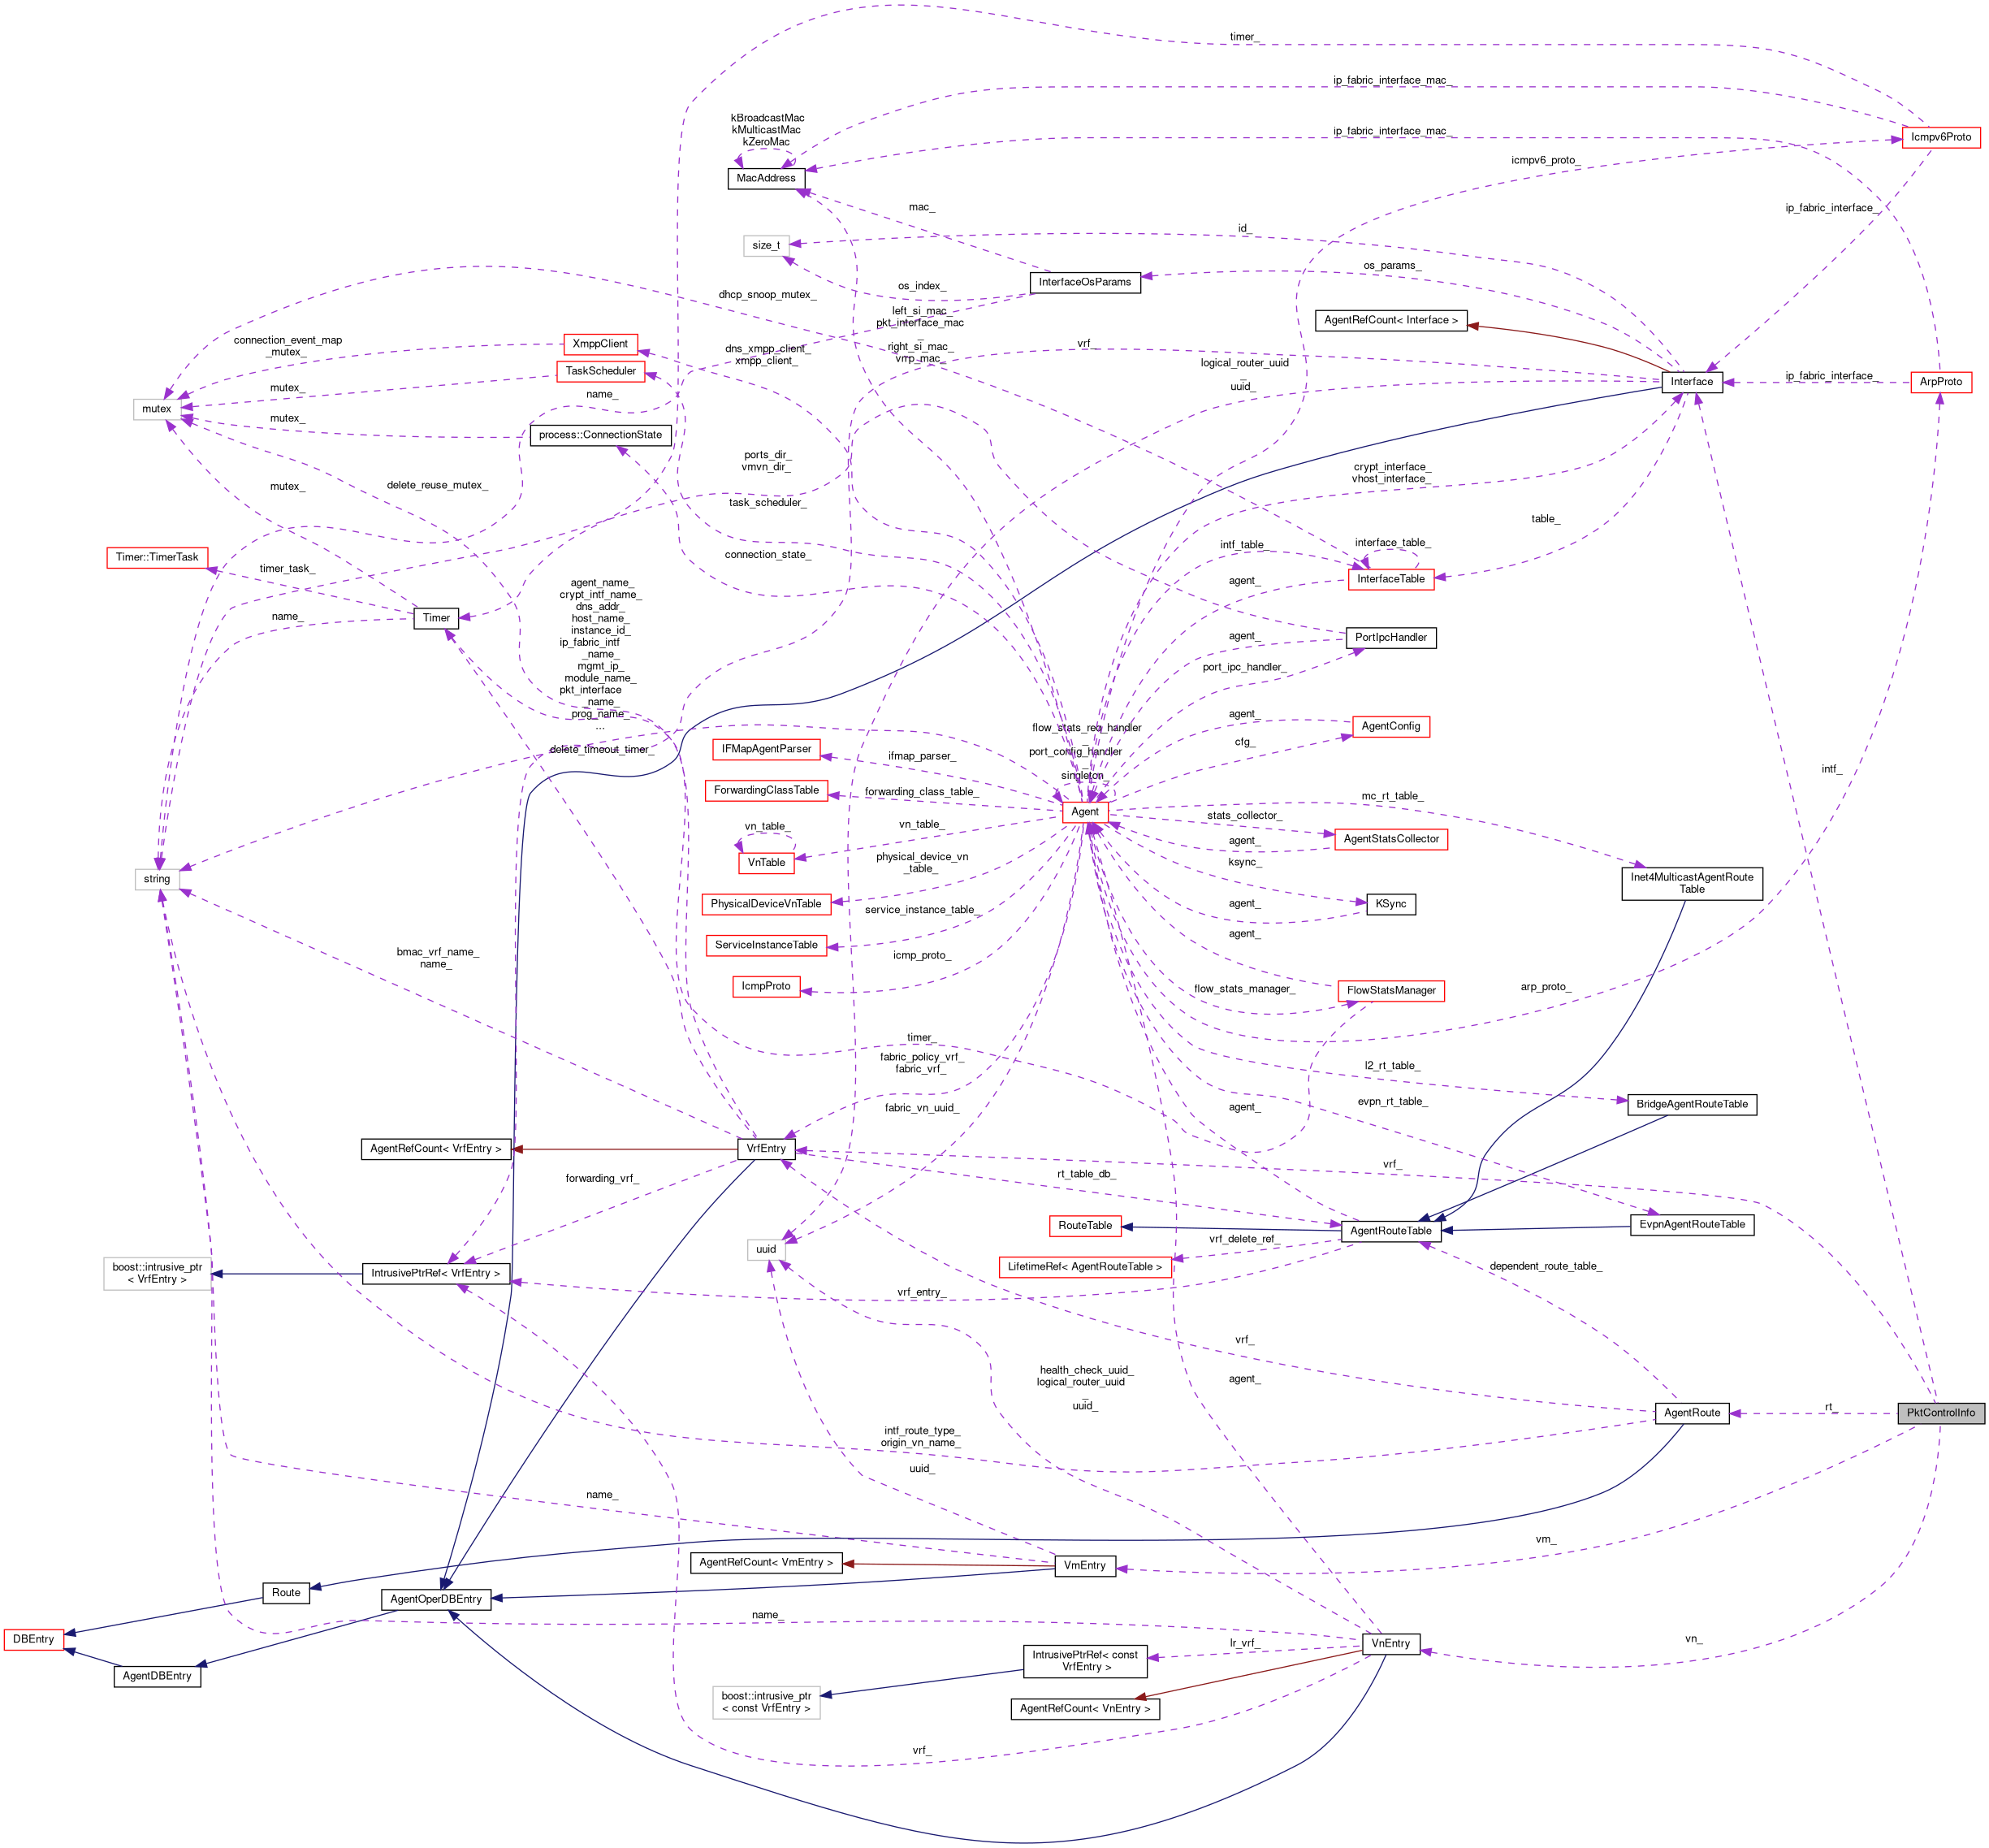 timer_
ip_fabric_interface_mac_
kBroadcastMac
kMulticastMac
kZeroMac
ip_fabric_interface_mac_
Icmpv6Proto
icmpv6_proto_
MacAddress
mac_
ip_fabric_interface_
id_
size_t
os_params_
os_index_
InterfaceOsParams
dhcp_snoop_mutex_
left_si_mac_
pkt_interface_mac
_
right_si_mac_
vrrp_mac_
AgentRefCount< Interface >
connection_event_map
_mutex_
XmppClient
dns_xmpp_client_
xmpp_client_
vrf_
logical_router_uuid
_
uuid_
TaskScheduler
mutex_
name_
Interface
ip_fabric_interface_
ArpProto
mutex
mutex_
process::ConnectionState
ports_dir_
vmvn_dir_
crypt_interface_
vhost_interface_
mutex_
delete_reuse_mutex_
task_scheduler_
table_
intf_table_
interface_table_
Timer::TimerTask
timer_task_
connection_state_
agent_
InterfaceTable
intf_
agent_name_
crypt_intf_name_
dns_addr_
host_name_
instance_id_
ip_fabric_intf
_name_
mgmt_ip_
module_name_
pkt_interface
_name_
prog_name_
...
name_
Timer
agent_
PortIpcHandler
port_ipc_handler_
agent_
AgentConfig
cfg_
flow_stats_req_handler
_
port_config_handler
_
singleton_
delete_timeout_timer_
IFMapAgentParser
ifmap_parser_
ForwardingClassTable
forwarding_class_table_
Agent
mc_rt_table_
stats_collector_
AgentStatsCollector
agent_
vn_table_
vn_table_
VnTable
physical_device_vn
_table_
ksync_
string
Inet4MulticastAgentRoute
Table
PhysicalDeviceVnTable
service_instance_table_
KSync
agent_
agent_
ServiceInstanceTable
bmac_vrf_name_
name_
icmp_proto_
IcmpProto
flow_stats_manager_
FlowStatsManager
arp_proto_
timer_
fabric_policy_vrf_
fabric_vrf_
l2_rt_table_
fabric_vn_uuid_
agent_
evpn_rt_table_
BridgeAgentRouteTable
AgentRefCount< VrfEntry >
VrfEntry
forwarding_vrf_
rt_table_db_
vrf_
RouteTable
AgentRouteTable
EvpnAgentRouteTable
uuid
vrf_delete_ref_
LifetimeRef< AgentRouteTable >
boost::intrusive_ptr
< VrfEntry >
IntrusivePtrRef< VrfEntry >
vrf_entry_
dependent_route_table_
vrf_
health_check_uuid_
logical_router_uuid
_
uuid_
agent_
AgentRoute
rt_
PktControlInfo
intf_route_type_
origin_vn_name_
uuid_
name_
vm_
AgentRefCount< VmEntry >
VmEntry
Route
AgentOperDBEntry
name_
vn_
DBEntry
AgentDBEntry
lr_vrf_
VnEntry
IntrusivePtrRef< const
VrfEntry >
boost::intrusive_ptr
< const VrfEntry >
AgentRefCount< VnEntry >
vrf_